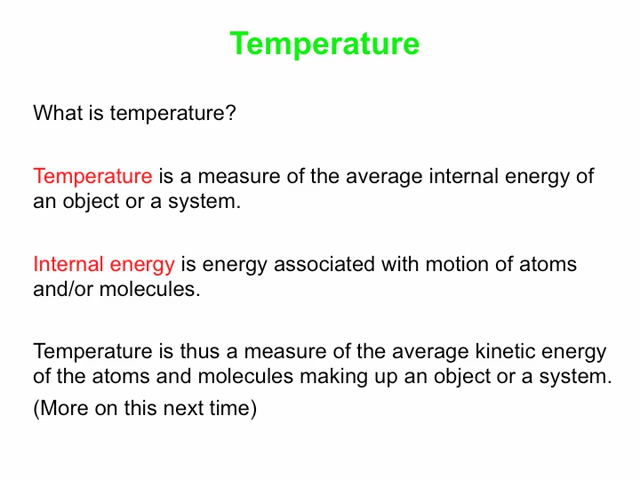 Temperature
What is temperature?
Temperature is a measure of the average internal energy of
an object or a system.
Internal energy is energy associated with motion of atoms
and/or molecules.
Temperature is thus a measure of the average kinetic energy
of the atoms and molecules making up an object or a system.
(More on this next time)